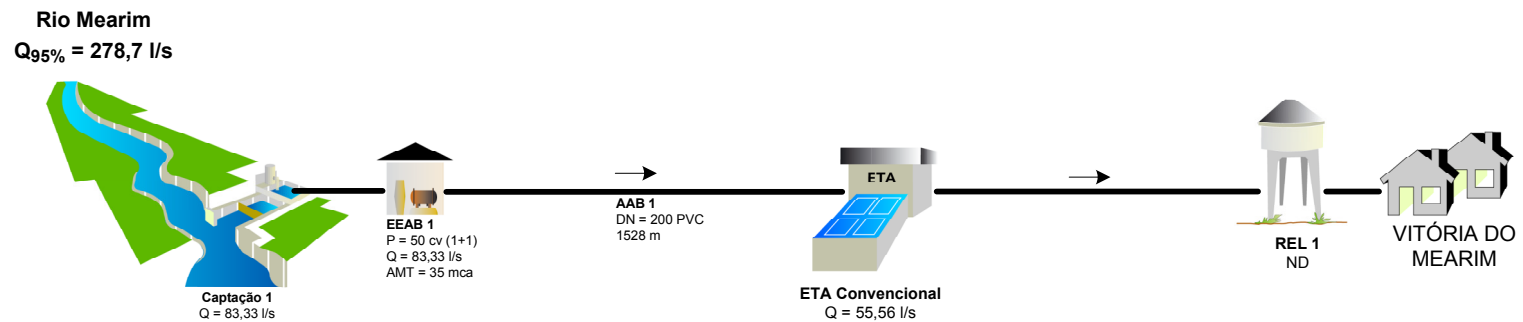 Rio Mearim
Q95% = 278,7 l/s
Captação 1
Q = 83,33 l/s
EEAB 1
P = 50 cv (1+1)
Q = 83,33 l/s
AMT = 35 mca
AAB 1
DN = 200 PVC
1528 m
ETA
ETA Convencional
Q = 55,56 l/s
REL 1
ND
VITÓRIA DO
MEARIM